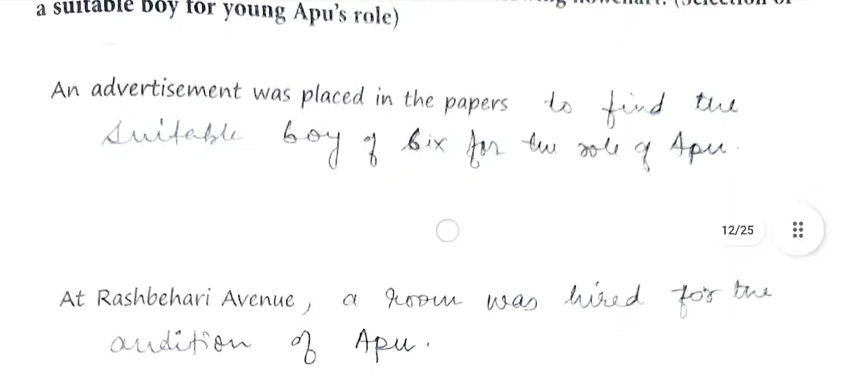 a suitable boy for young Apu's role)
An advertisement was placed in the papers to find the
suitable boy of six for the role of Apu.
12/25
At Rashbehari Avenue, a room was hired for the
audition of Apu.